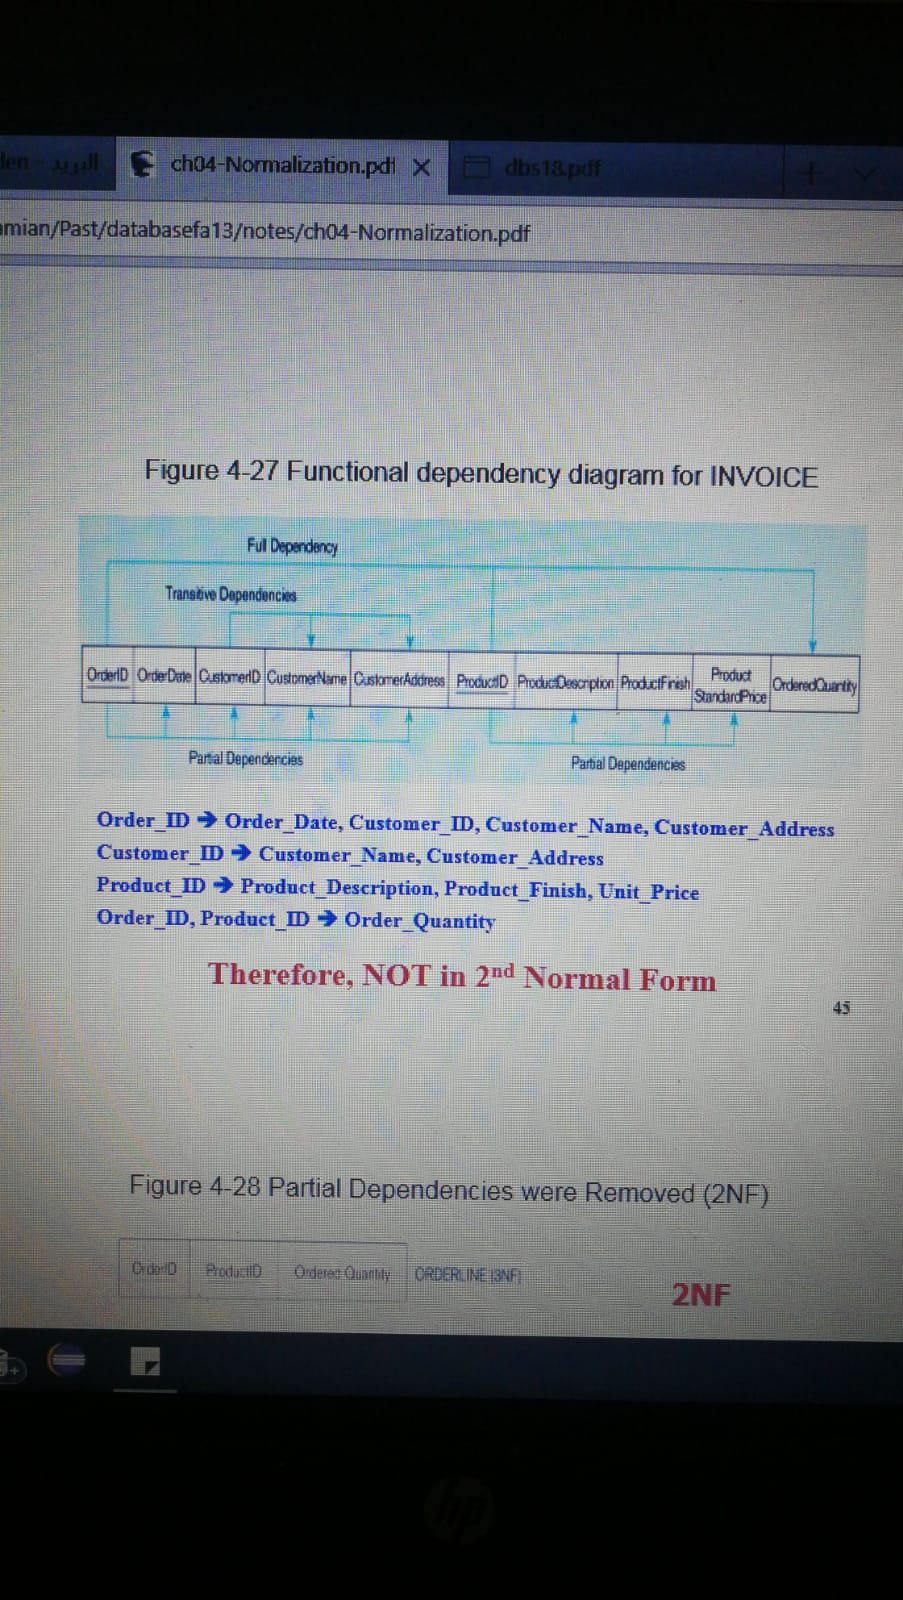 len - البريد
ch04-Normalization.pdf
dbs18.pdf
mian/Past/databasefa13/notes/ch04-Normalization.pdf
Figure 4-27 Functional dependency diagram for INVOICE
Full Dependency
Transitive Dependencies
OrderID OrderDate CustomerID CustomerName CustomerAddress ProductID ProductDescription ProductFinish Product StandardPrice OrderedQuantity
Partial Dependencies
Partial Dependencies
Order_ID ➔ Order_Date, Customer_ID, Customer_Name, Customer_Address
Customer_ID ➔ Customer_Name, Customer_Address
Product_ID ➔ Product_Description, Product_Finish, Unit_Price
Order_ID, Product_ID ➔ Order_Quantity
Therefore, NOT in 2nd Normal Form
45
Figure 4-28 Partial Dependencies were Removed (2NF)
OrderID ProductID Ordered Quantity ORDERLINE (3NF)
2NF
hp